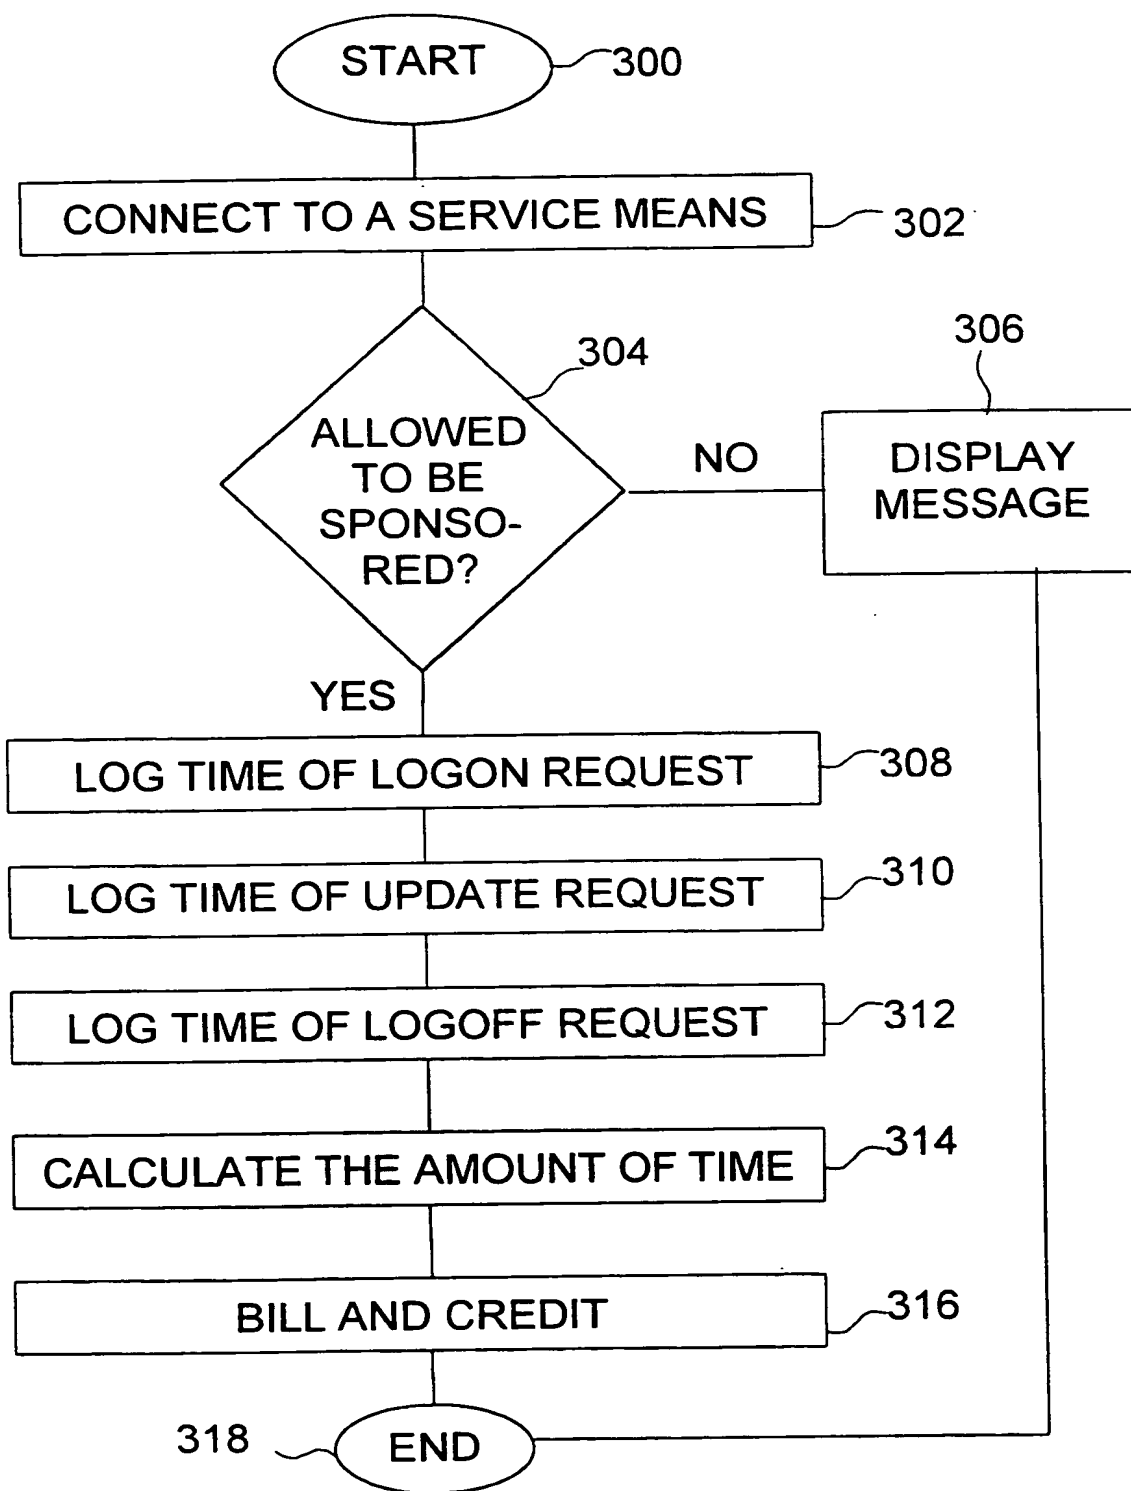 START
300
CONNECT TO A SERVICE MEANS
302
304
306
ALLOWED
TO BE
SPONSO-
RED?
NO
DISPLAY
MESSAGE
YES
LOG TIME OF LOGON REQUEST
308
LOG TIME OF UPDATE REQUEST
310
LOG TIME OF LOGOFF REQUEST
312
CALCULATE THE AMOUNT OF TIME
314
BILL AND CREDIT
316
318
END